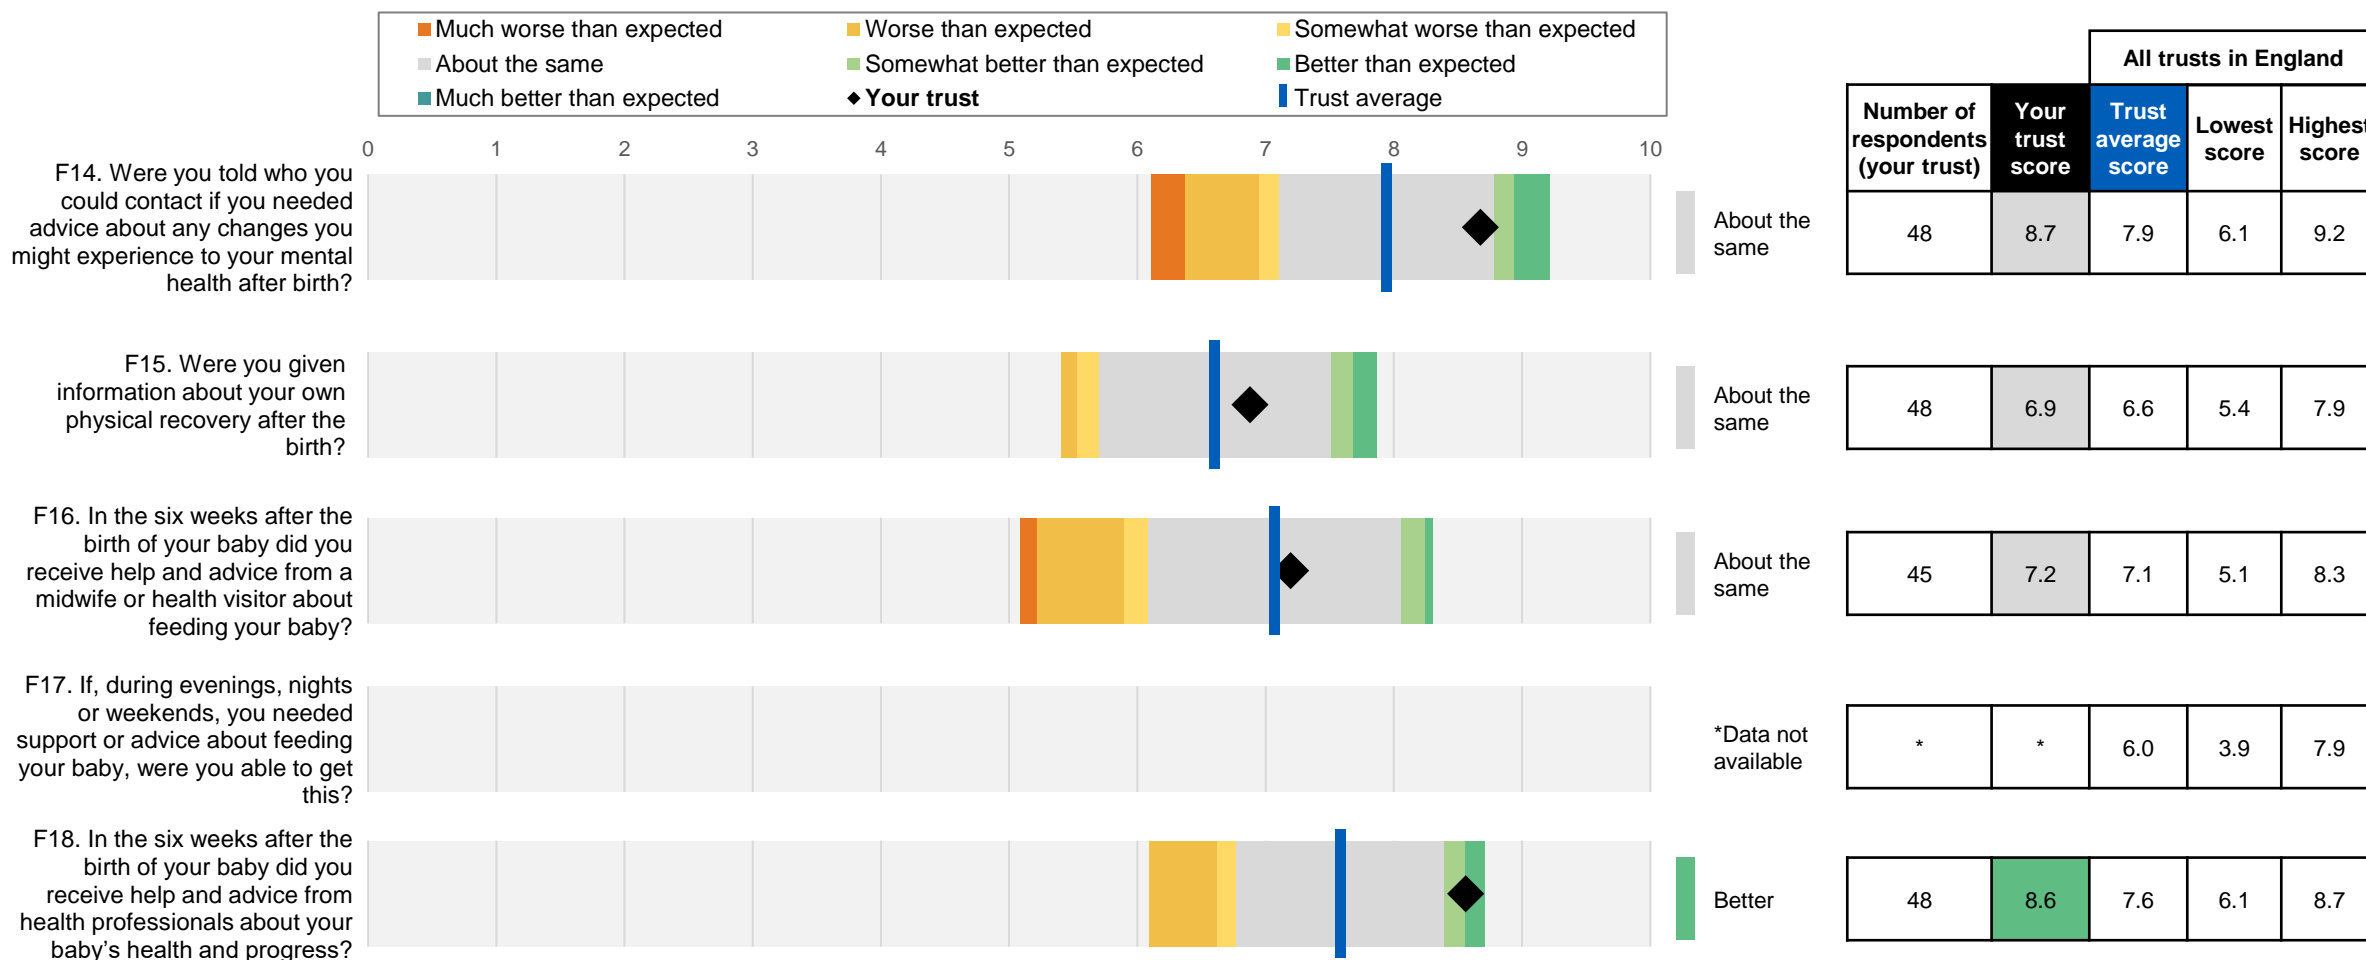 Much worse than expected
Worse than expected
Somewhat worse than expected
About the same
Somewhat better than expected
Better than expected
Much better than expected
Your trust
Trust average
All trusts in England
Number of
respondents
(your trust)
Your
trust
score
Trust
average
score
Lowest
score
Highest
score
0 1 2 3 4 5 6 7 8 9 10
F14. Were you told who you
could contact if you needed
advice about any changes you
might experience to your mental
health after birth?
About the
same
48 8.7 7.9 6.1 9.2
F15. Were you given
information about your own
physical recovery after the
birth?
About the
same
48 6.9 6.6 5.4 7.9
F16. In the six weeks after the
birth of your baby did you
receive help and advice from a
midwife or health visitor about
feeding your baby?
About the
same
45 7.2 7.1 5.1 8.3
F17. If, during evenings, nights
or weekends, you needed
support or advice about feeding
your baby, were you able to get
this?
*Data not
available
* * 6.0 3.9 7.9
F18. In the six weeks after the
birth of your baby did you
receive help and advice from
health professionals about your
baby's health and progress?
Better
48 8.6 7.6 6.1 8.7